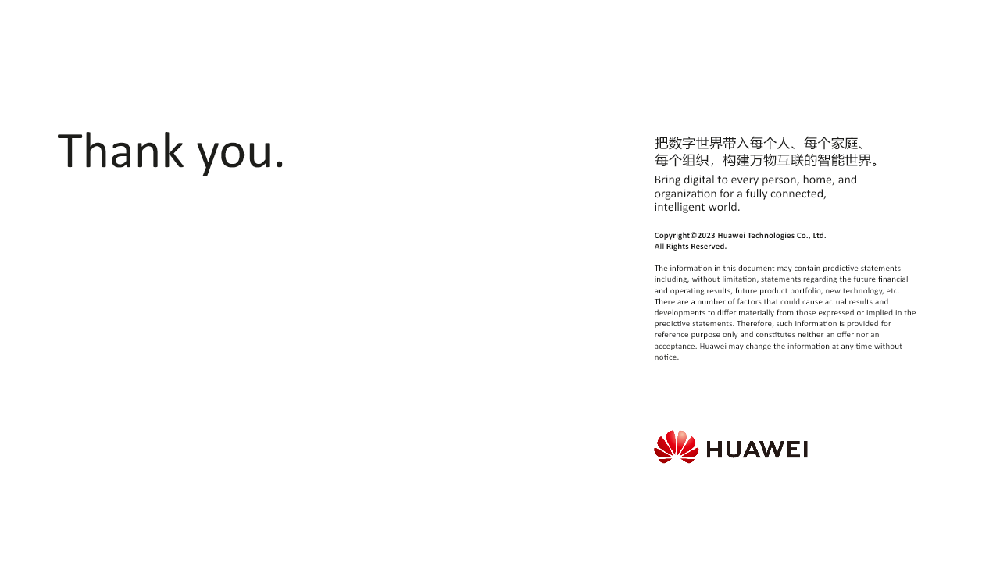 Thank you.
把数字世界带入每个人、每个家庭、
每个组织，构建万物互联的智能世界。
Bring digital to every person, home, and
organization for a fully connected,
intelligent world.
Copyright©2023 Huawei Technologies Co., Ltd.
All Rights Reserved.
The information in this document may contain predictive statements
including, without limitation, statements regarding the future financial
and operating results, future product portfolio, new technology, etc.
There are a number of factors that could cause actual results and
developments to differ materially from those expressed or implied in the
predictive statements. Therefore, such information is provided for
reference purpose only and constitutes neither an offer nor an
acceptance. Huawei may change the information at any time without
notice.
HUAWEI